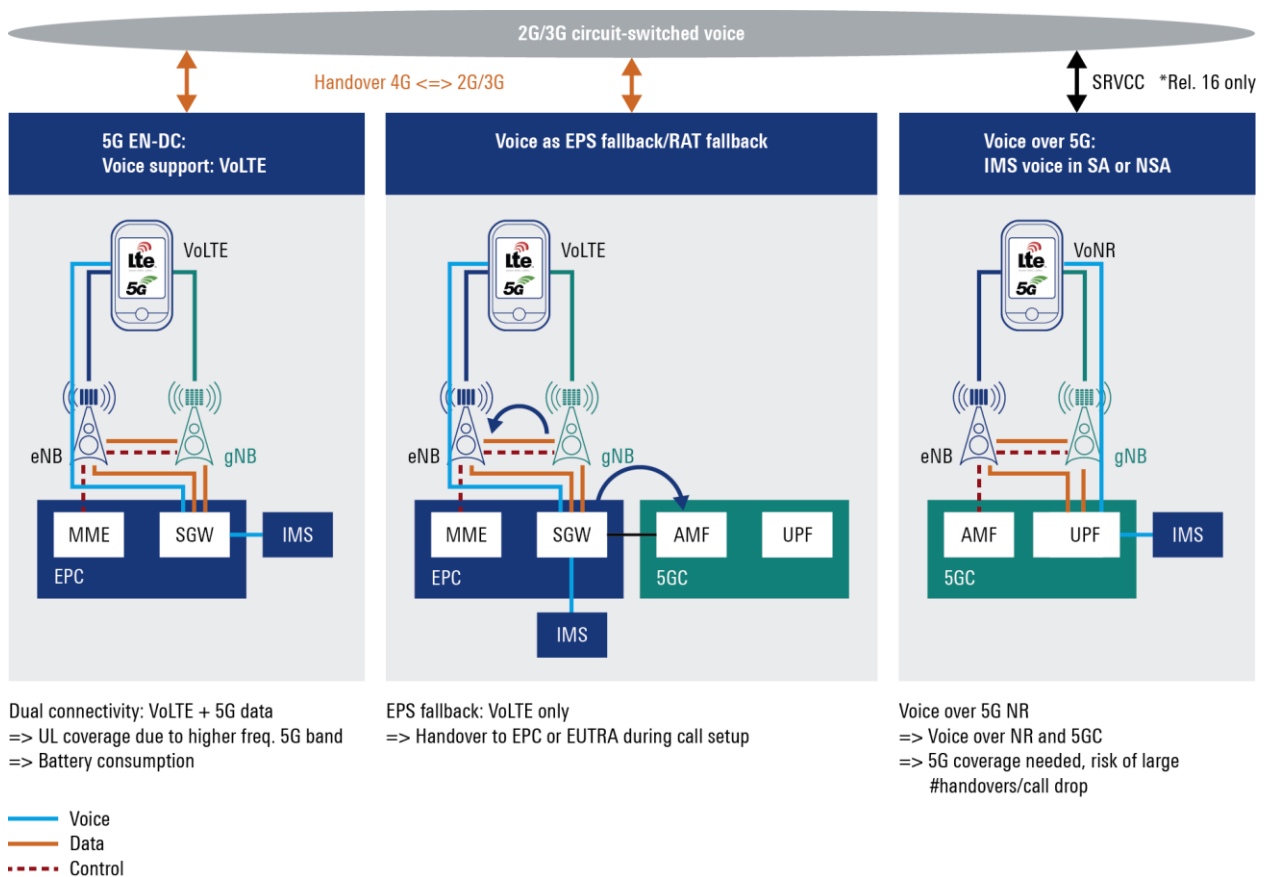 2G/3G circuit-switched voice
Handover 4G <=> 2G/3G
SRVCC *Rel. 16 only
5G EN-DC:
Voice support: VoLTE
Voice as EPS fallback/RAT fallback
Voice over 5G:
IMS voice in SA or NSA
lte
5G
VoLTE
eNB
gNB
MME
SGW
IMS
EPC
lte
5G
VoLTE
eNB
gNB
MME
SGW
AMF
UPF
EPC
5GC
IMS
lte
5G
VoNR
eNB
gNB
AMF
UPF
IMS
5GC
Dual connectivity: VoLTE + 5G data
=> UL coverage due to higher freq. 5G band
=> Battery consumption
EPS fallback: VoLTE only
=> Handover to EPC or EUTRA during call setup
Voice over 5G NR
=> Voice over NR and 5GC
=> 5G coverage needed, risk of large
#handovers/call drop
Voice
Data
Control